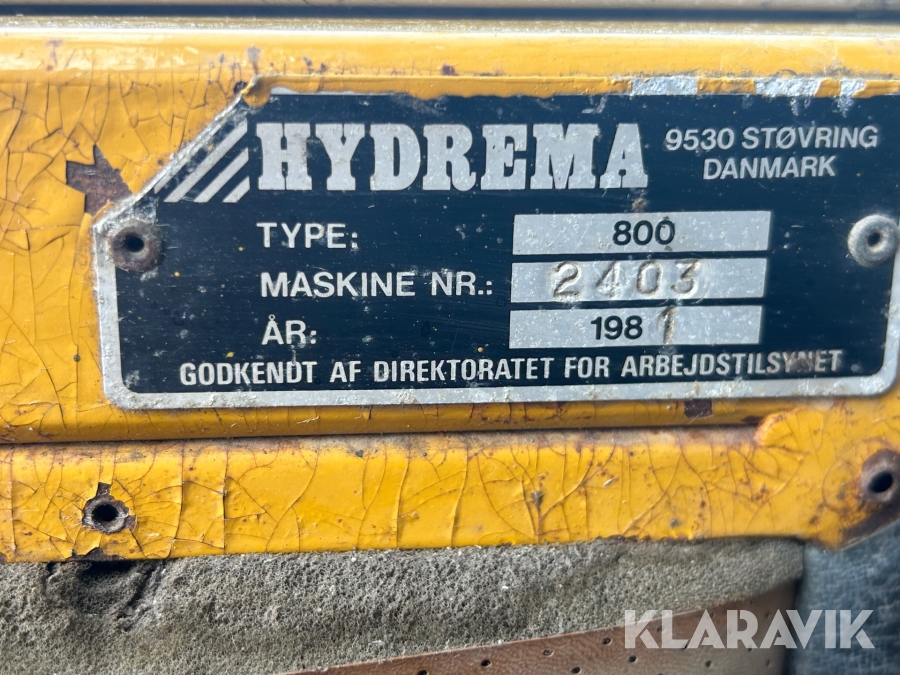 HYDREMA
9530 STØVRING
DANMARK
TYPE: 800
MASKINE NR.: 2403
ÅR: 1981
GODKENDT AF DIREKTORATET FOR ARBEJDSTILSYNET
KLARAVIK